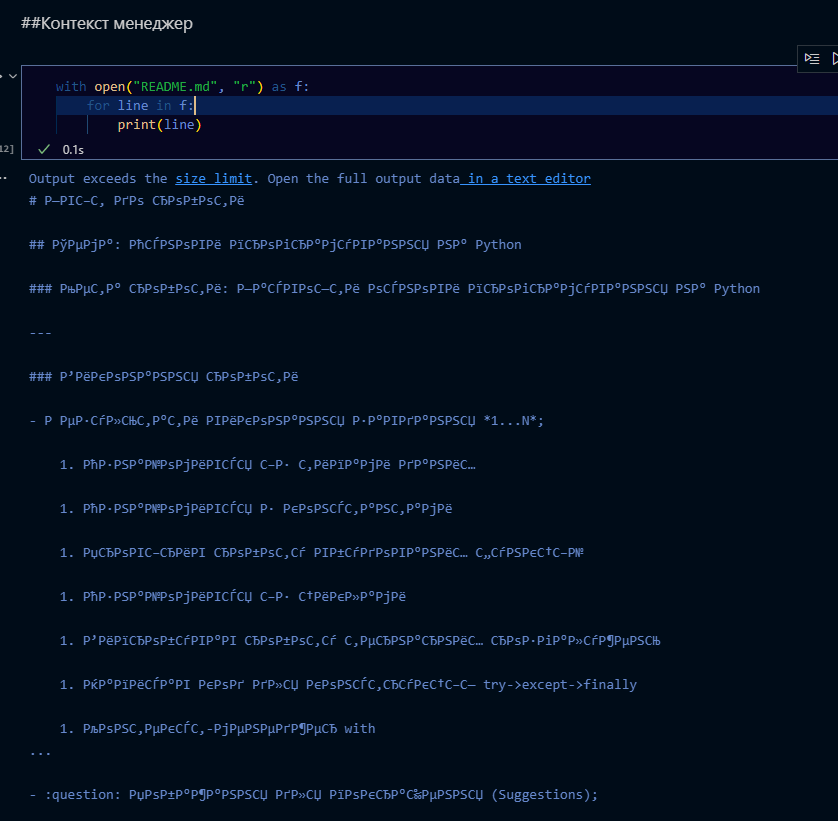 ##Контекст менеджер
with open("README.md", "r") as f:
for line in f:
print(line)
12]
0.1s
Output exceeds the size limit. Open the full output data in a text editor
# Р—РІС–С‚ РґРѕ СЂРѕР±РѕС‚Рё
## РўРµРјР°: РћСЃРЅРѕРІРё РїСЂРѕРіСЂР°РјСѓРІР°РЅРЅСЏ РЅР° Python
### РњРµС‚Р° СЂРѕР±РѕС‚Рё: Р—Р°СЃРІРѕС—С‚Рё РѕСЃРЅРѕРІРё РїСЂРѕРіСЂР°РјСѓРІР°РЅРЅСЏ РЅР° Python
---
### Р’РёРєРѕРЅР°РЅРЅСЏ СЂРѕР±РѕС‚Рё
- Р РµР·СѓР»СЊС‚Р°С‚Рё РІРёРєРѕРЅР°РЅРЅСЏ Р·Р°РІРґР°РЅРЅСЏ *1...N*;
1. РћР·РЅР°Р№РѕРјРёРІСЃСЏ С–Р· С‚РёРїР°РјРё РґР°РЅРёС…
1. РћР·РЅР°Р№РѕРјРёРІСЃСЏ Р· РєРѕРЅСЃС‚Р°РЅС‚Р°РјРё
1. РџСЂРѕРІС–СЂРёРІ СЂРѕР±РѕС‚Сѓ РІР±СѓРґРѕРІР°РЅРёС… С„СѓРЅРєС†С–Р№
1. РћР·РЅР°Р№РѕРјРёРІСЃСЏ С–Р· С†РёРєР»Р°РјРё
1. Р’РёРїСЂРѕР±СѓРІР°РІ СЂРѕР±РѕС‚Сѓ С‚РµСЂРЅР°СЂРЅРёС… СЂРѕР·РіР°Р»СѓР¶РµРЅСЊ
1. РќР°РїРёСЃР°РІ РєРѕРґ РґР»СЏ РєРѕРЅСЃС‚СЂСѓРєС†С–С— try->except->finally
1. РљРѕРЅС‚РµРєСЃС‚-РјРµРЅРµРґР¶РµСЂ with
...
- :question: РџРѕР±Р°Р¶Р°РЅРЅСЏ РґР»СЏ РїРѕРєСЂР°С‰РµРЅРЅСЏ (Suggestions);